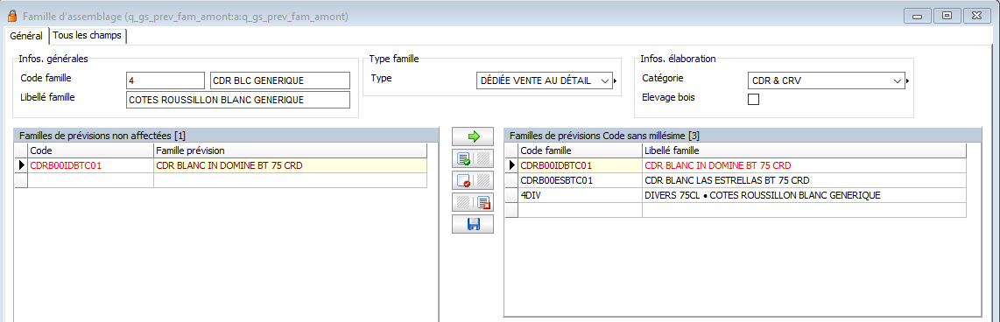 Famille d'assemblage (q_gs_prev_fam_amont:a:q_gs_prev_fam_amont)
Général Tous les champs
Infos. générales
Code famille 4 CDR BLC GENERIQUE
Libellé famille COTES ROUSSILLON BLANC GENERIQUE
Type famille
Type DÉDIÉE VENTE AU DÉTAIL
Infos. élaboration
Catégorie CDR & CRV
Elevage bois
Familles de prévisions non affectées [1]
Code Famille prévision
CDRB00IDBTC01 CDR BLANC IN DOMINE BT 75 CRD
Familles de prévisions Code sans millésime [3]
Code famille Libellé famille
CDRB00IDBTC01 CDR BLANC IN DOMINE BT 75 CRD
CDRB00ESBTC01 CDR BLANC LAS ESTRELLAS BT 75 CRD
4DIV DIVERS 75CL • COTES ROUSSILLON BLANC GENERIQUE